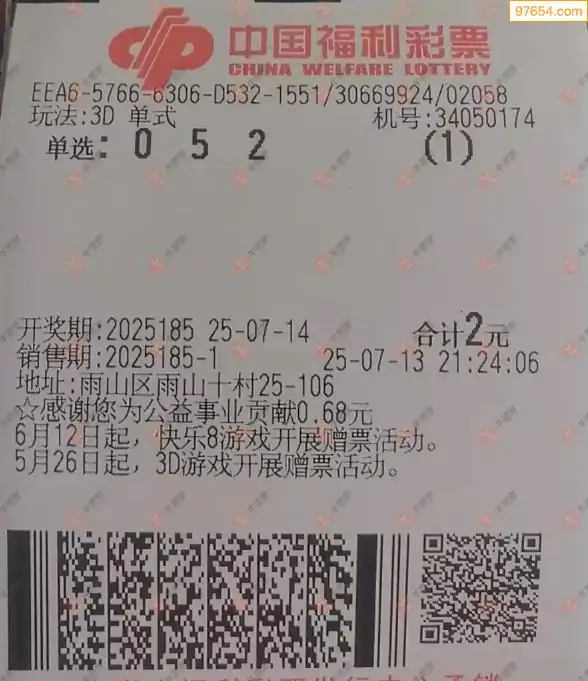 97654.com
中国福利彩票
CHINA WELFARE LOTTERY
EEA6-5766-6306-D532-1551/30669924/02058
玩法:3D 单式 机号:34050174
单选: 0 5 2 (1)
开奖期:2025185 25-07-14 合计2元
销售期:2025185-1 25-07-13 21:24:06
地址:雨山区雨山十村25-106
☆感谢您为公益事业贡献0.68元
6月12日起，快乐8游戏开展赠票活动。
5月26日起，3D游戏开展赠票活动。